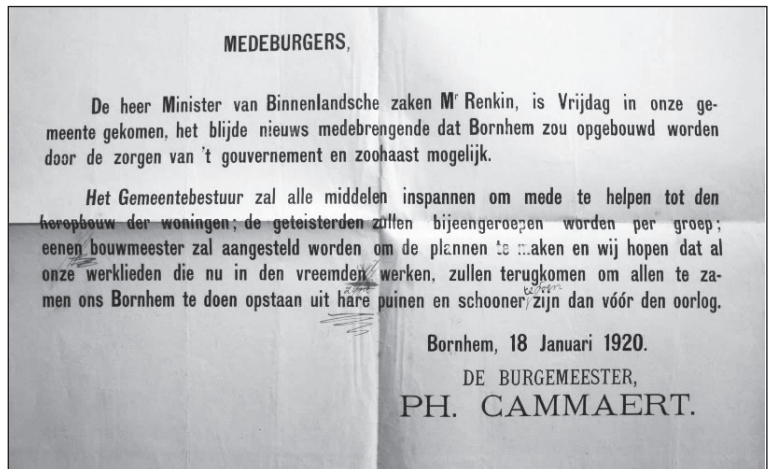 MEDEBURGERS,
De heer Minister van Binnenlandsche zaken Mr Renkin, is Vrijdag in onze ge-
meente gekomen, het blijde nieuws medebrengende dat Bornhem zou opgebouwd worden
door de zorgen van 't gouvernement en zoohaast mogelijk.
Het Gemeentebestuur zal alle middelen inspannen om mede te helpen tot den
heropbouw der woningen; de geteisterden zullen bijeengeroepen worden per groep;
eenen bouwmeester zal aangesteld worden om de plannen te maken en wij hopen dat al
onze werklieden die nu in den vreemden werken, zullen terugkomen om allen te za-
men ons Bornhem te doen opstaan uit hare puinen en schooner zijn dan vóór den oorlog.
Bornhem, 18 Januari 1920.
DE BURGEMEESTER,
PH. CAMMAERT.